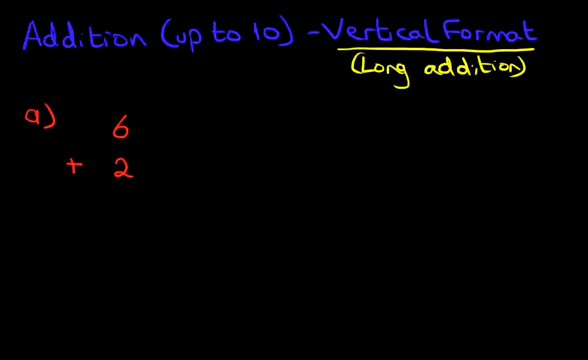 Addition (up to 10) - Vertical Format
(Long addition)
a) 6
+ 2